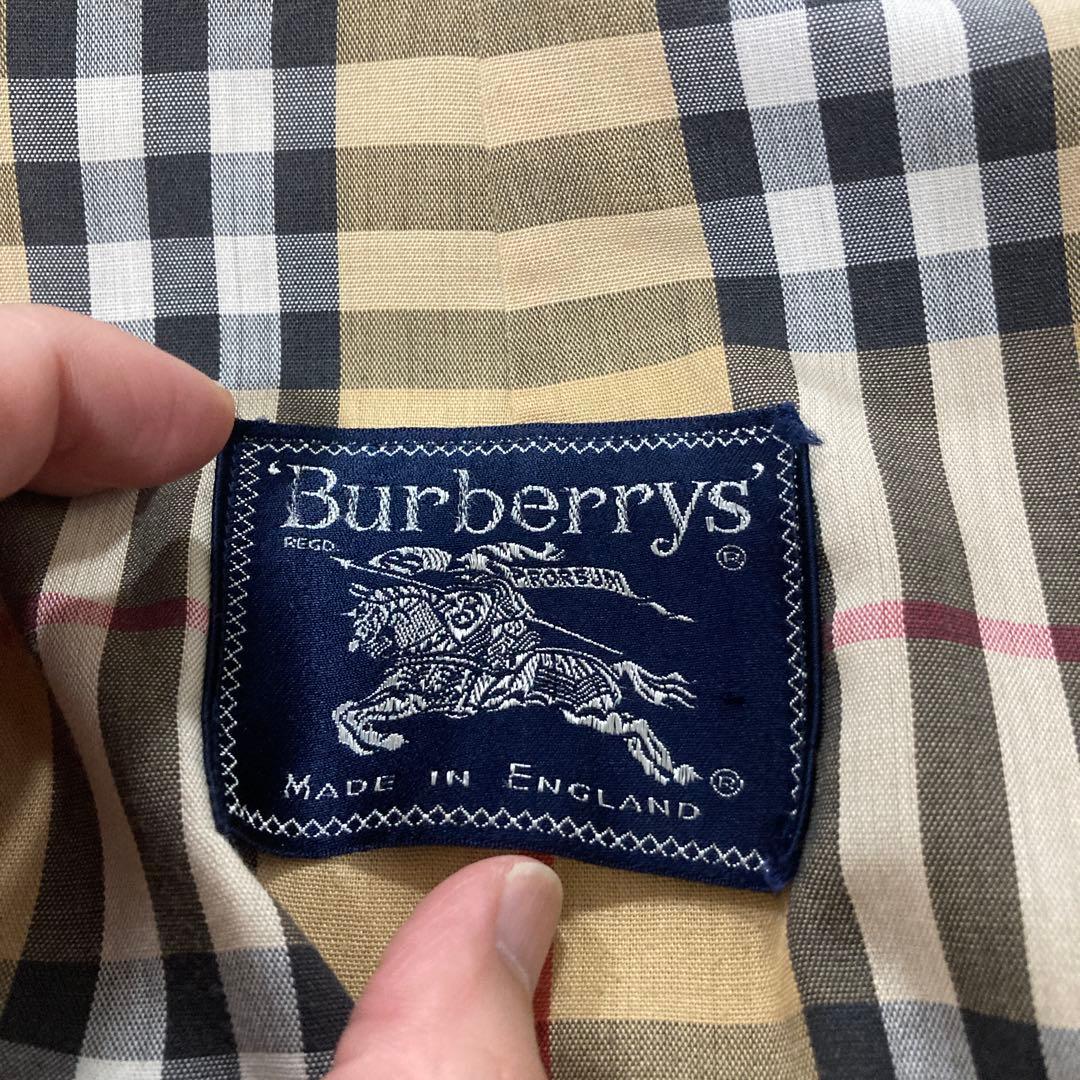 'Burberrys'
REGD. ®
PRORSUM
MADE IN ENGLAND ®